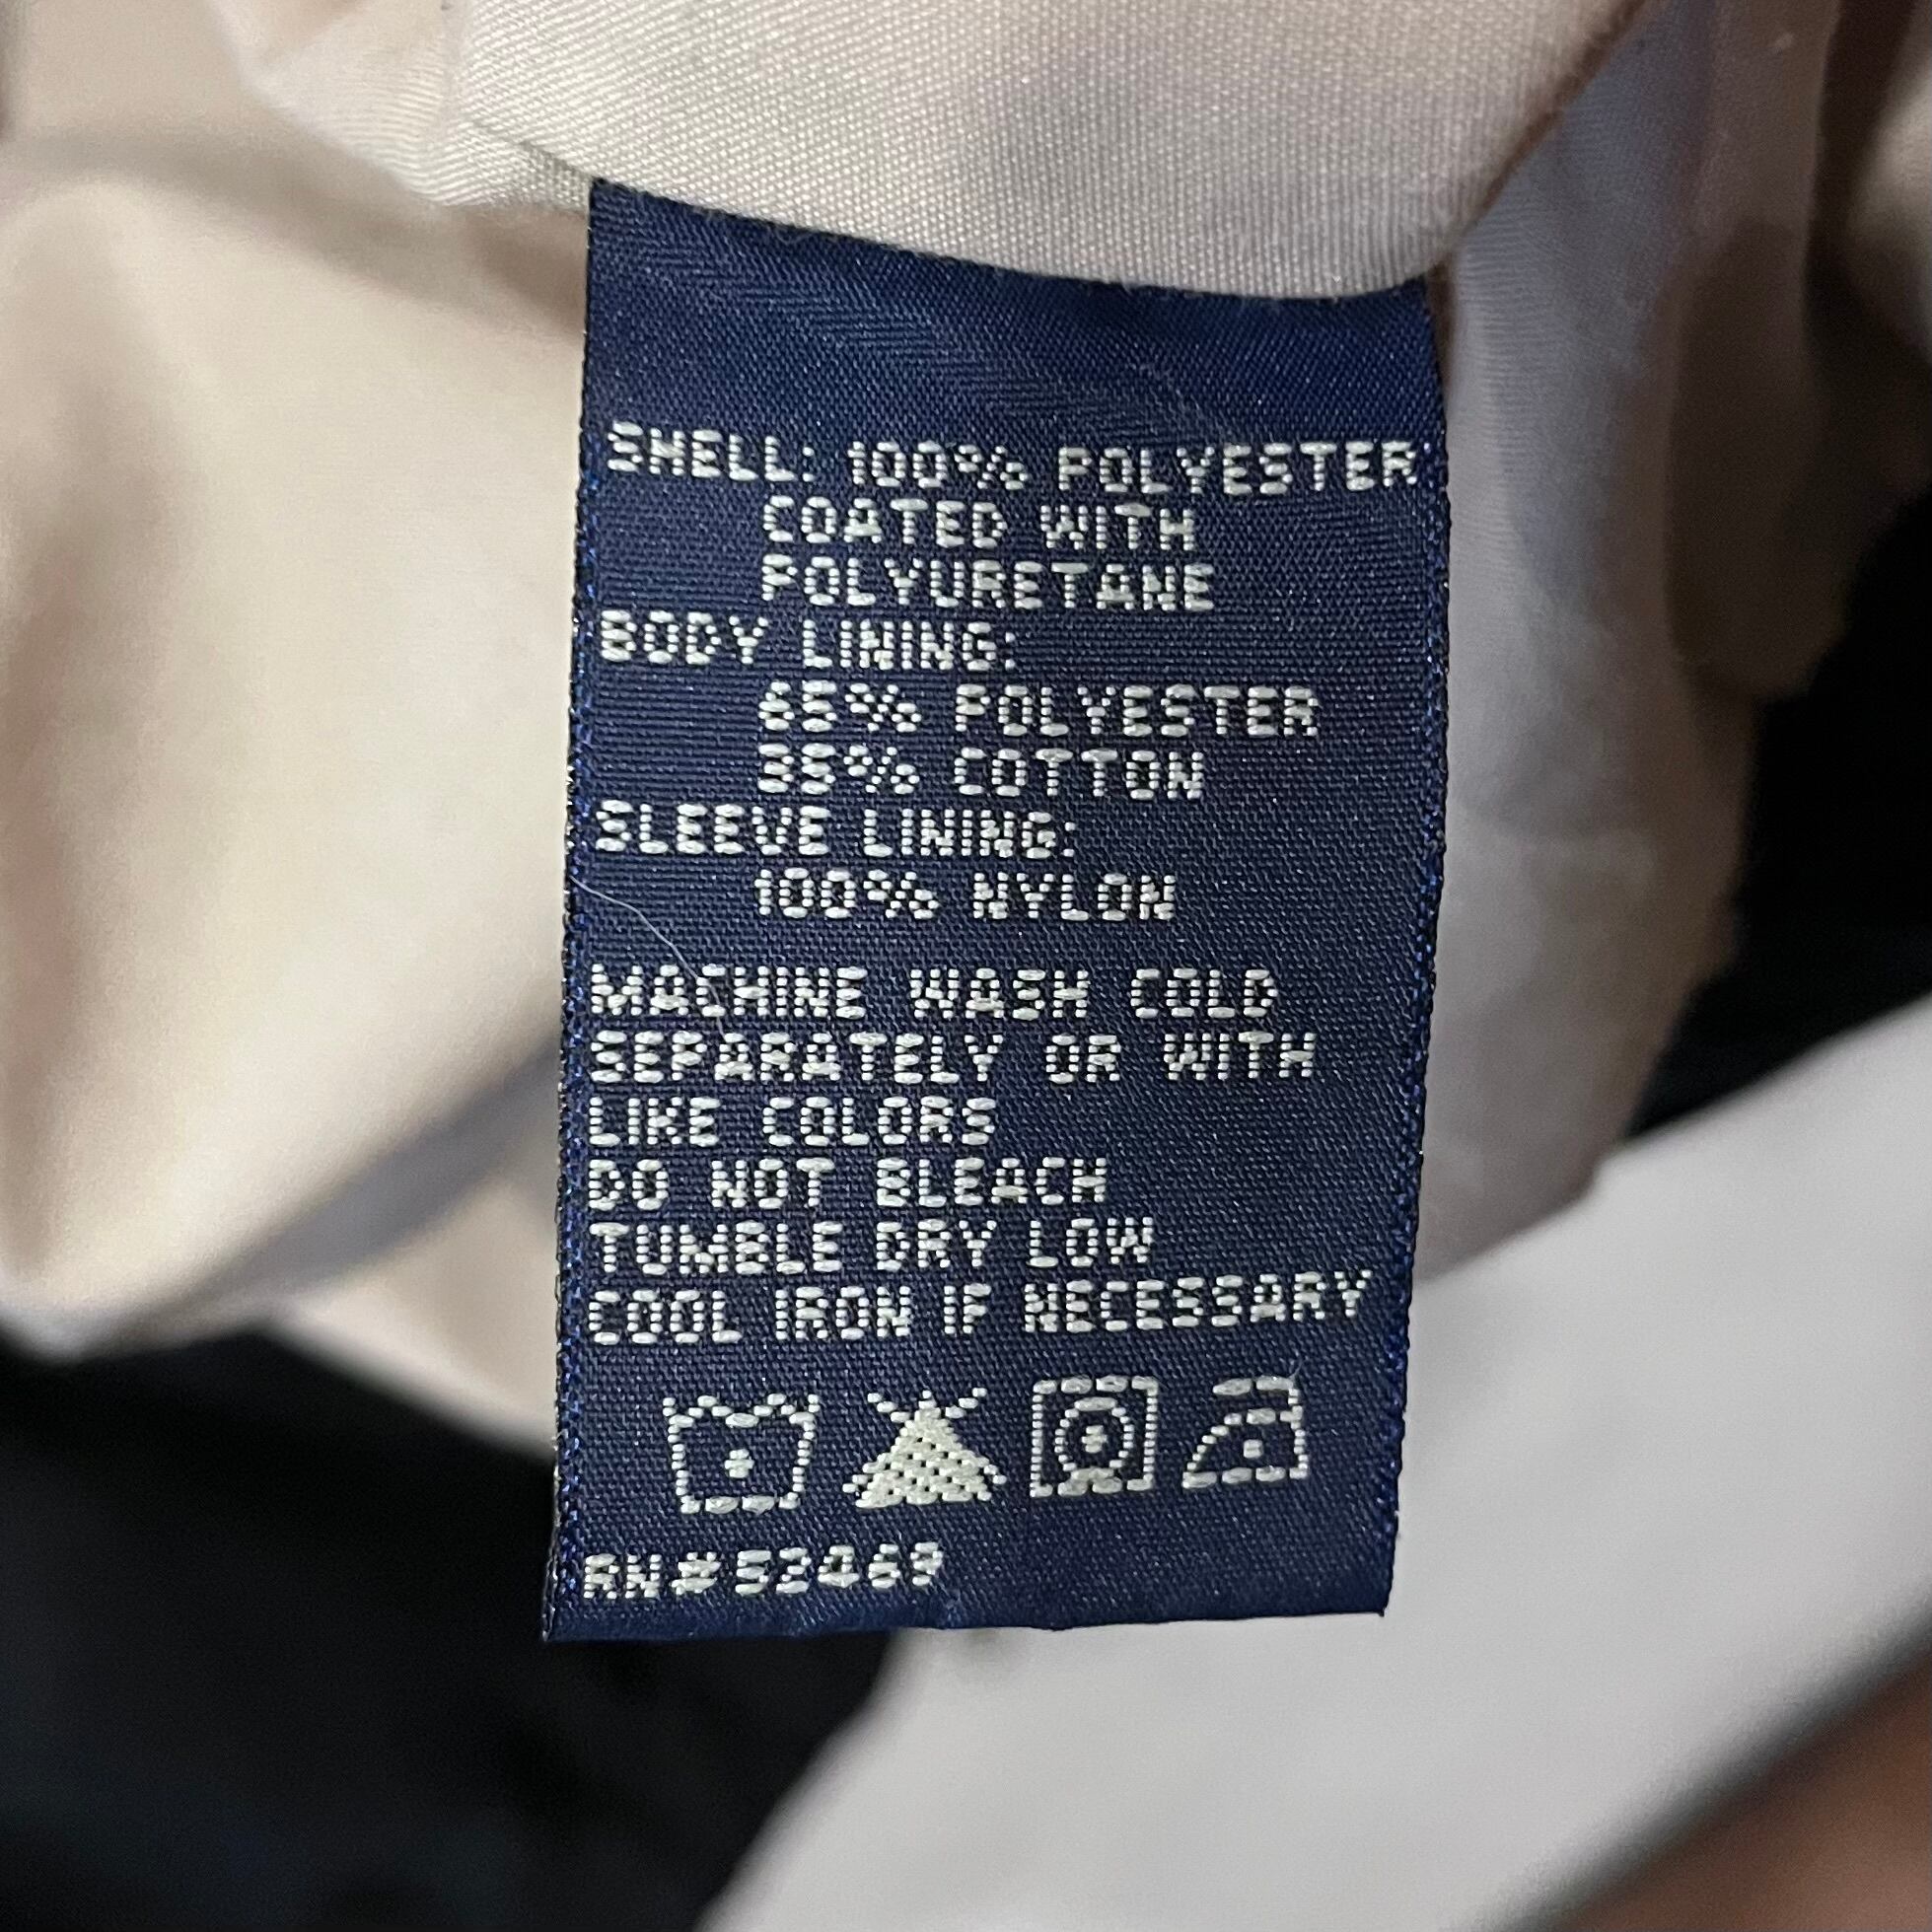 SHELL: 100% POLYESTER
COATED WITH
POLYURETANE
BODY LINING:
65% POLYESTER
35% COTTON
SLEEVE LINING:
100% NYLON
MACHINE WASH COLD
SEPARATELY OR WITH
LIKE COLORS
DO NOT BLEACH
TUMBLE DRY LOW
COOL IRON IF NECESSARY
RN# 52469